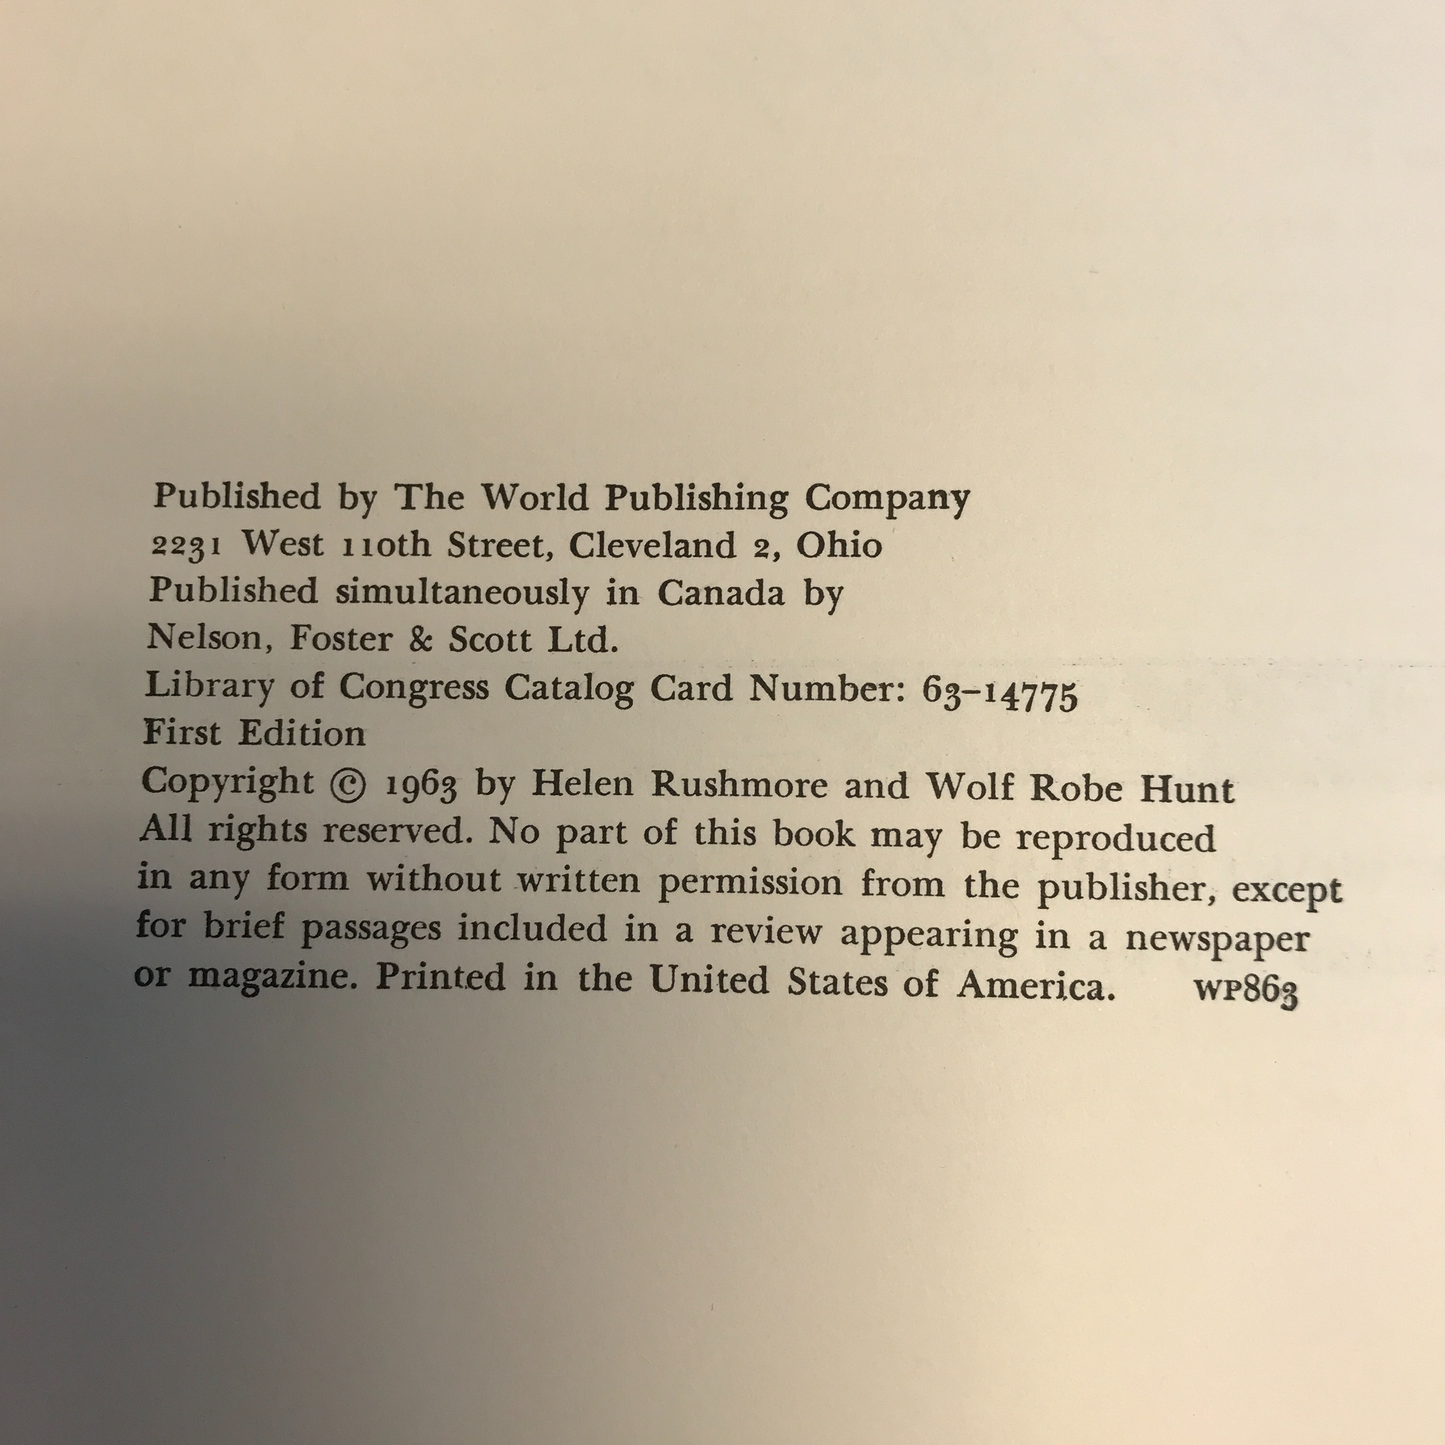 Published by The World Publishing Company
2231 West 110th Street, Cleveland 2, Ohio
Published simultaneously in Canada by
Nelson, Foster & Scott Ltd.
Library of Congress Catalog Card Number: 63–14775
First Edition
Copyright © 1963 by Helen Rushmore and Wolf Robe Hunt
All rights reserved. No part of this book may be reproduced
in any form without written permission from the publisher, except
for brief passages included in a review appearing in a newspaper
or magazine. Printed in the United States of America. WP863